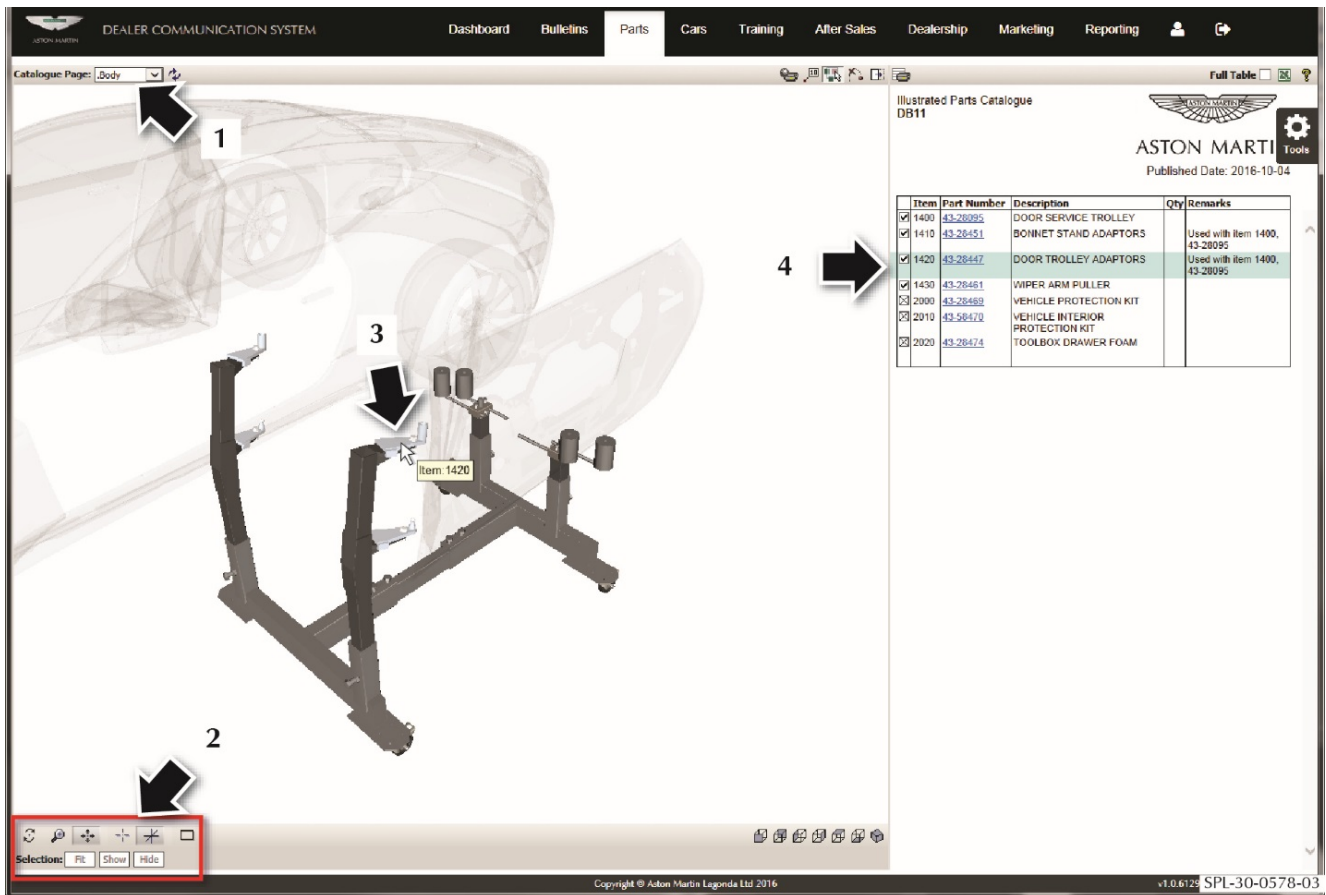 ASTON MARTIN
DEALER COMMUNICATION SYSTEM
Dashboard Bulletins Parts Cars Training After Sales Dealership Marketing Reporting
Catalogue Page: .Body
Full Table
1
Illustrated Parts Catalogue
DB11
ASTON MARTIN
ASTON MARTI
Tools
Published Date: 2016-10-04
Item Part Number Description Qty Remarks
1400 43-28095 DOOR SERVICE TROLLEY
1410 43-28451 BONNET STAND ADAPTORS Used with item 1400,
43-28095
4
1420 43-28447 DOOR TROLLEY ADAPTORS Used with item 1400,
43-28095
1430 43-28461 WIPER ARM PULLER
2000 43-28469 VEHICLE PROTECTION KIT
2010 43-58470 VEHICLE INTERIOR
PROTECTION KIT
2020 43-28474 TOOLBOX DRAWER FOAM
3
Item:1420
2
Selection: Fit Show Hide
Copyright © Aston Martin Lagonda Ltd 2016
v1.0.6129
SPL-30-0578-03